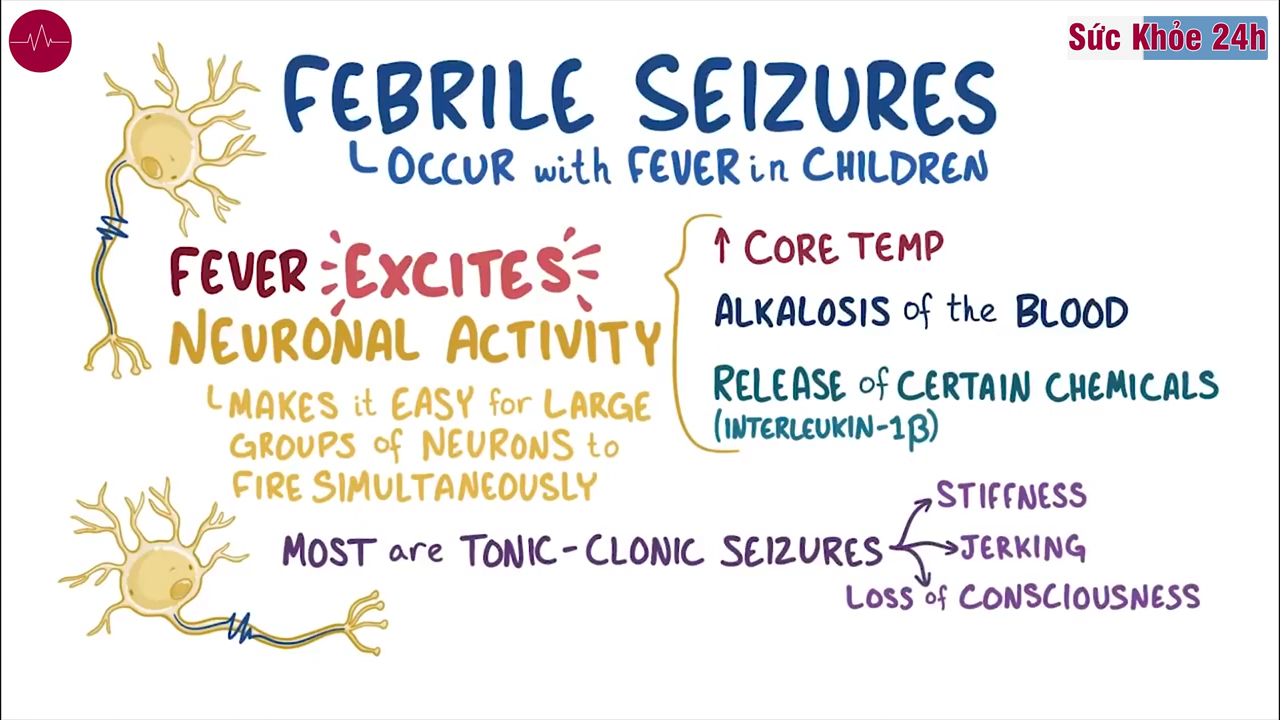 Sức Khỏe 24h
FEBRILE SEIZURES
OCCUR with FEVER in CHILDREN
FEVER EXCITES
NEURONAL ACTIVITY
MAKES it EASY for LARGE
GROUPS of NEURONS to
FIRE SIMULTANEOUSLY
↑ CORE TEMP
ALKALOSIS of the BLOOD
RELEASE of CERTAIN CHEMICALS
(INTERLEUKIN-1β)
MOST are TONIC-CLONIC SEIZURES
STIFFNESS
JERKING
LOSS of CONSCIOUSNESS